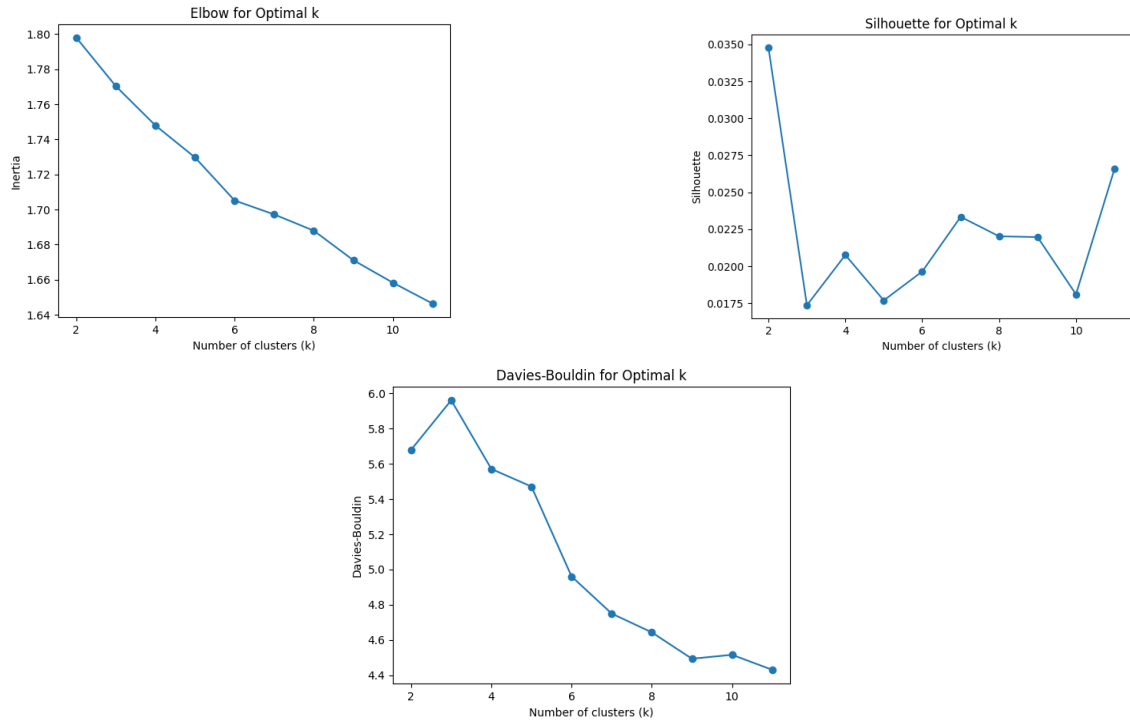 Elbow for Optimal k
1.80
1.78
1.76
1.74
1.72
1.70
1.68
1.66
1.64
Inertia
2 4 6 8 10
Number of clusters (k)
Silhouette for Optimal k
0.0350
0.0325
0.0300
0.0275
0.0250
0.0225
0.0200
0.0175
Silhouette
2 4 6 8 10
Number of clusters (k)
Davies-Bouldin for Optimal k
6.0
5.8
5.6
5.4
5.2
5.0
4.8
4.6
4.4
Davies-Bouldin
2 4 6 8 10
Number of clusters (k)